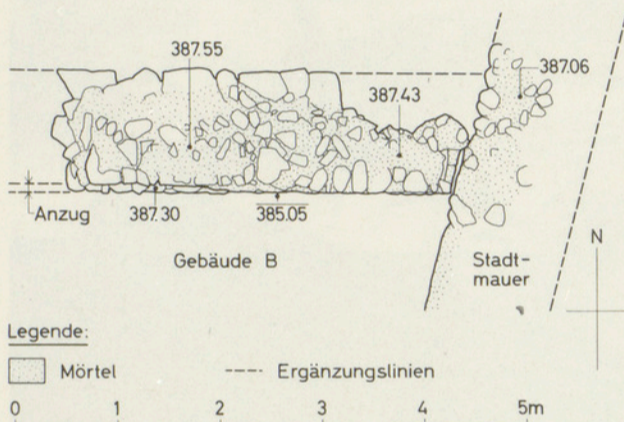 387.55
387.06
387.43
Anzug
387.30
385.05
Gebäude B
Stadt-
mauer
N
Legende:
Mörtel
Ergänzungslinien
0 1 2 3 4 5m